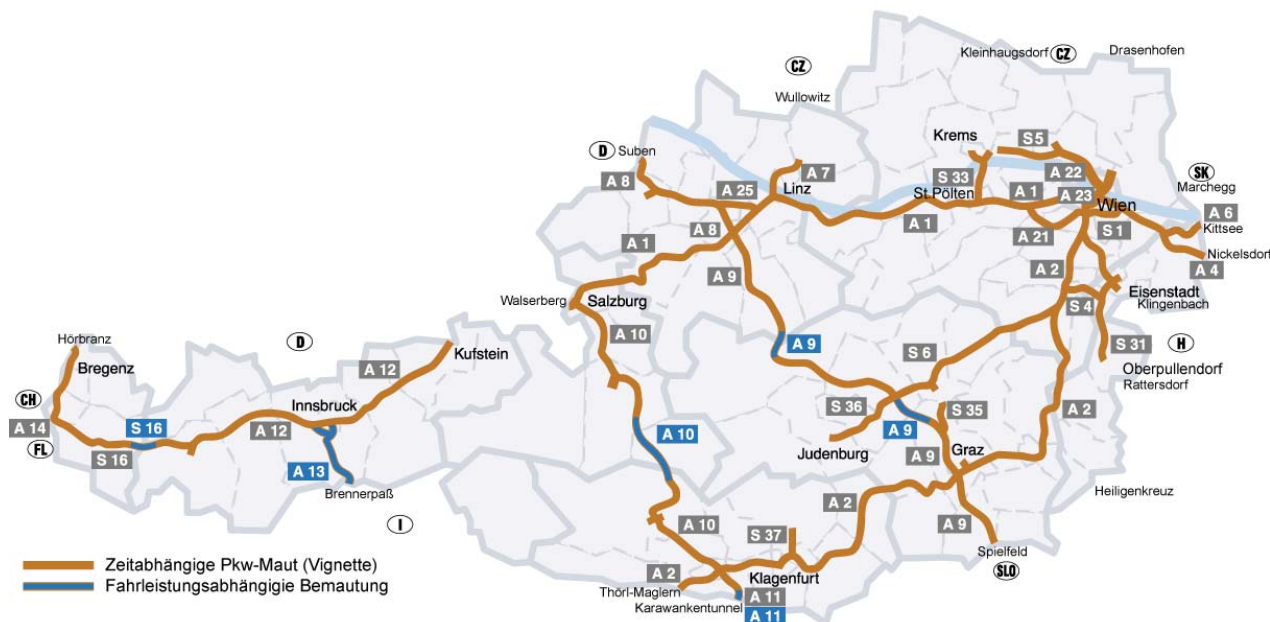 Kleinhaugsdorf CZ
Drasenhofen
CZ
Wullowitz
Krems
S 5
D Suben
A 8
A 7
A 25
Linz
S 33
A 22
SK
Marchegg
St.Pölten
A 1
A 23
Wien
A 6
Kittsee
A 1
A 8
A 1
A 21
S 1
Nickelsdorf
A 4
A 9
A 2
Eisenstadt
Klingenbach
Walserberg
Salzburg
S 4
A 10
A 9
S 6
S 31
H
Oberpullendorf
Rattersdorf
Hörbranz
D
Kufstein
Bregenz
A 12
CH
A 14
Innsbruck
S 16
A 12
FL
S 16
A 13
Brennerpaß
I
S 36
S 35
A 2
A 10
A 9
Judenburg
A 9
Graz
Heiligenkreuz
A 2
A 10
S 37
A 9
Spielfeld
SLO
A 2
Klagenfurt
Thörl-Maglern
A 11
Karawankentunnel
A 11
Zeitabhängige Pkw-Maut (Vignette)
Fahrleistungsabhängigie Bemautung